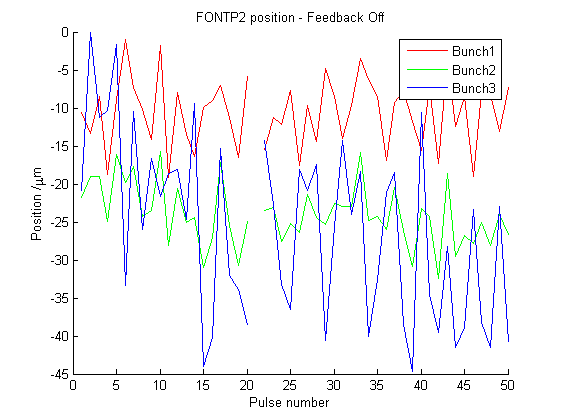 FONTP2 position - Feedback Off
Bunch1
Bunch2
Bunch3
Position /μm
0
-5
-10
-15
-20
-25
-30
-35
-40
-45
0 5 10 15 20 25 30 35 40 45 50
Pulse number